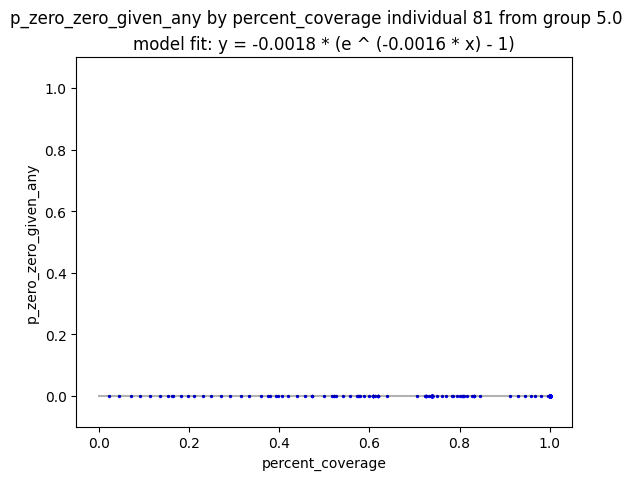 p_zero_zero_given_any by percent_coverage individual 81 from group 5.0
model fit: y = -0.0018 * (e ^ (-0.0016 * x) - 1)
1.0
0.8
0.6
0.4
0.2
0.0
p_zero_zero_given_any
0.0 0.2 0.4 0.6 0.8 1.0
percent_coverage